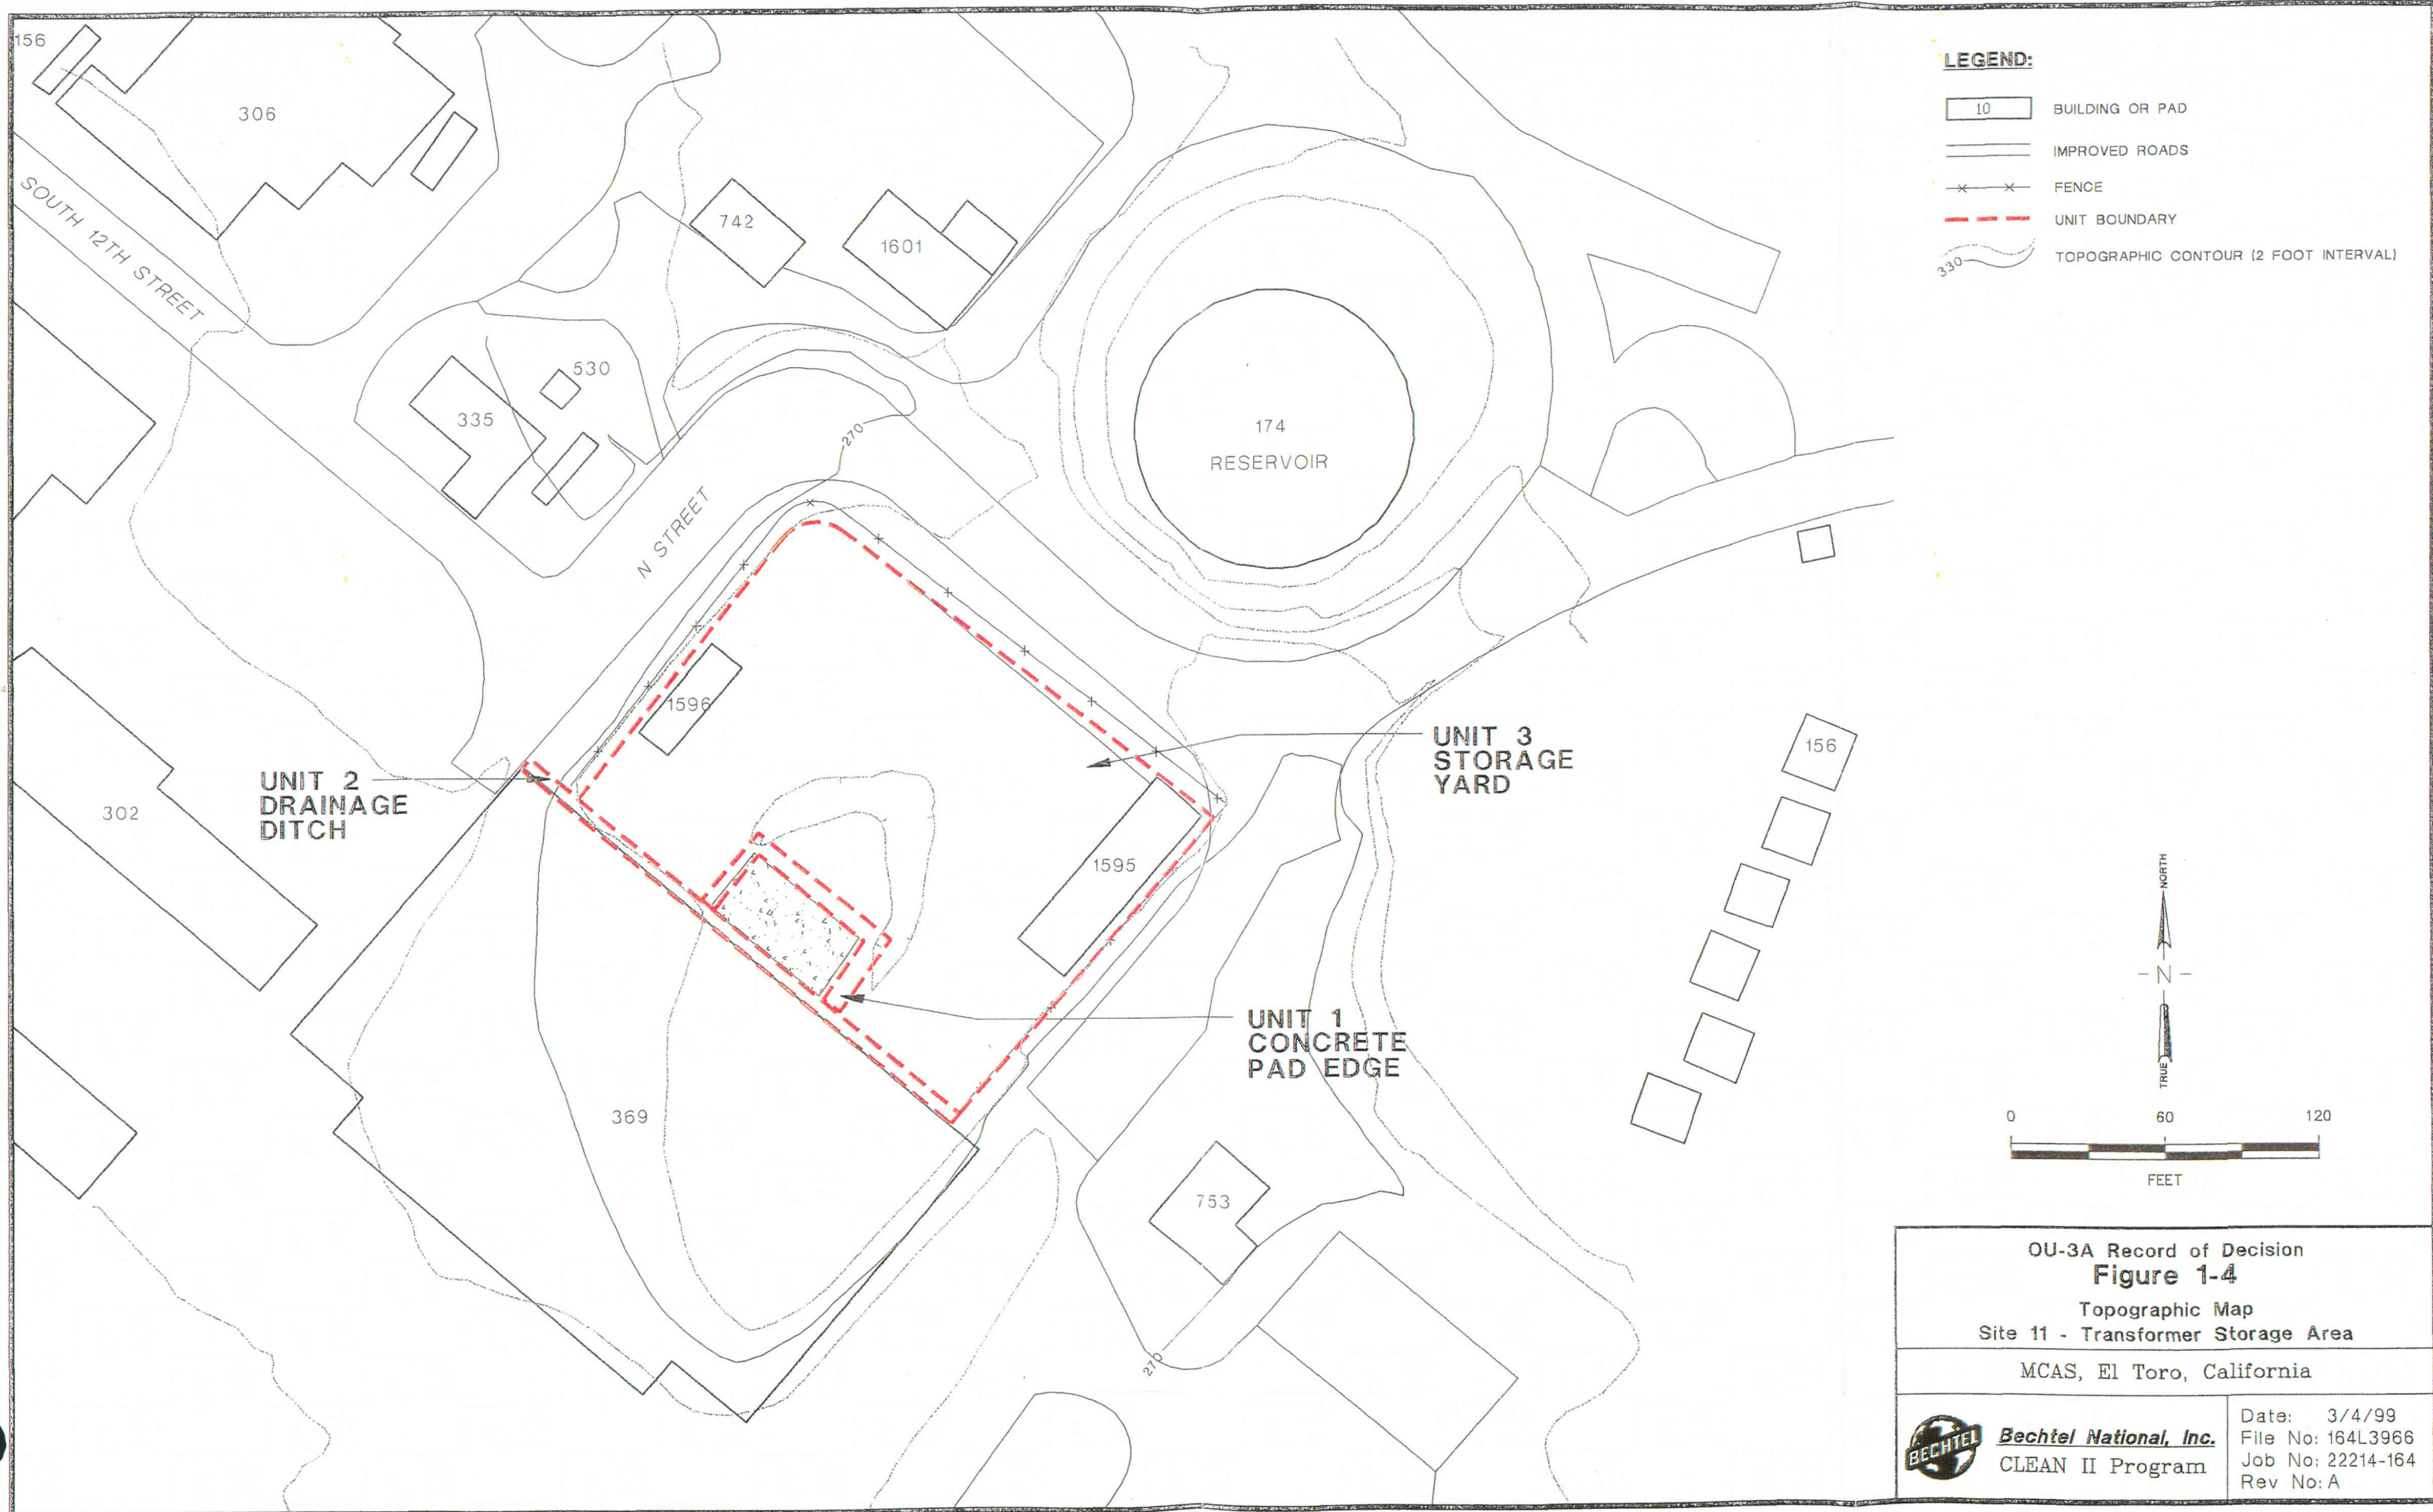 156
306
SOUTH 12TH STREET
742
1601
530
335
270
174
RESERVOIR
N STREET
1596
UNIT 2
DRAINAGE
DITCH
302
UNIT 3
STORAGE
YARD
1595
156
UNIT 1
CONCRETE
PAD EDGE
369
753
270
LEGEND:
10 BUILDING OR PAD
IMPROVED ROADS
FENCE
UNIT BOUNDARY
330 TOPOGRAPHIC CONTOUR (2 FOOT INTERVAL)
NORTH
-N-
TRUE
0 60 120
FEET
OU-3A Record of Decision
Figure 1-4
Topographic Map
Site 11 - Transformer Storage Area
MCAS, El Toro, California
BECHTEL
Bechtel National, Inc.
CLEAN II Program
Date: 3/4/99
File No: 164L3966
Job No: 22214-164
Rev No: A